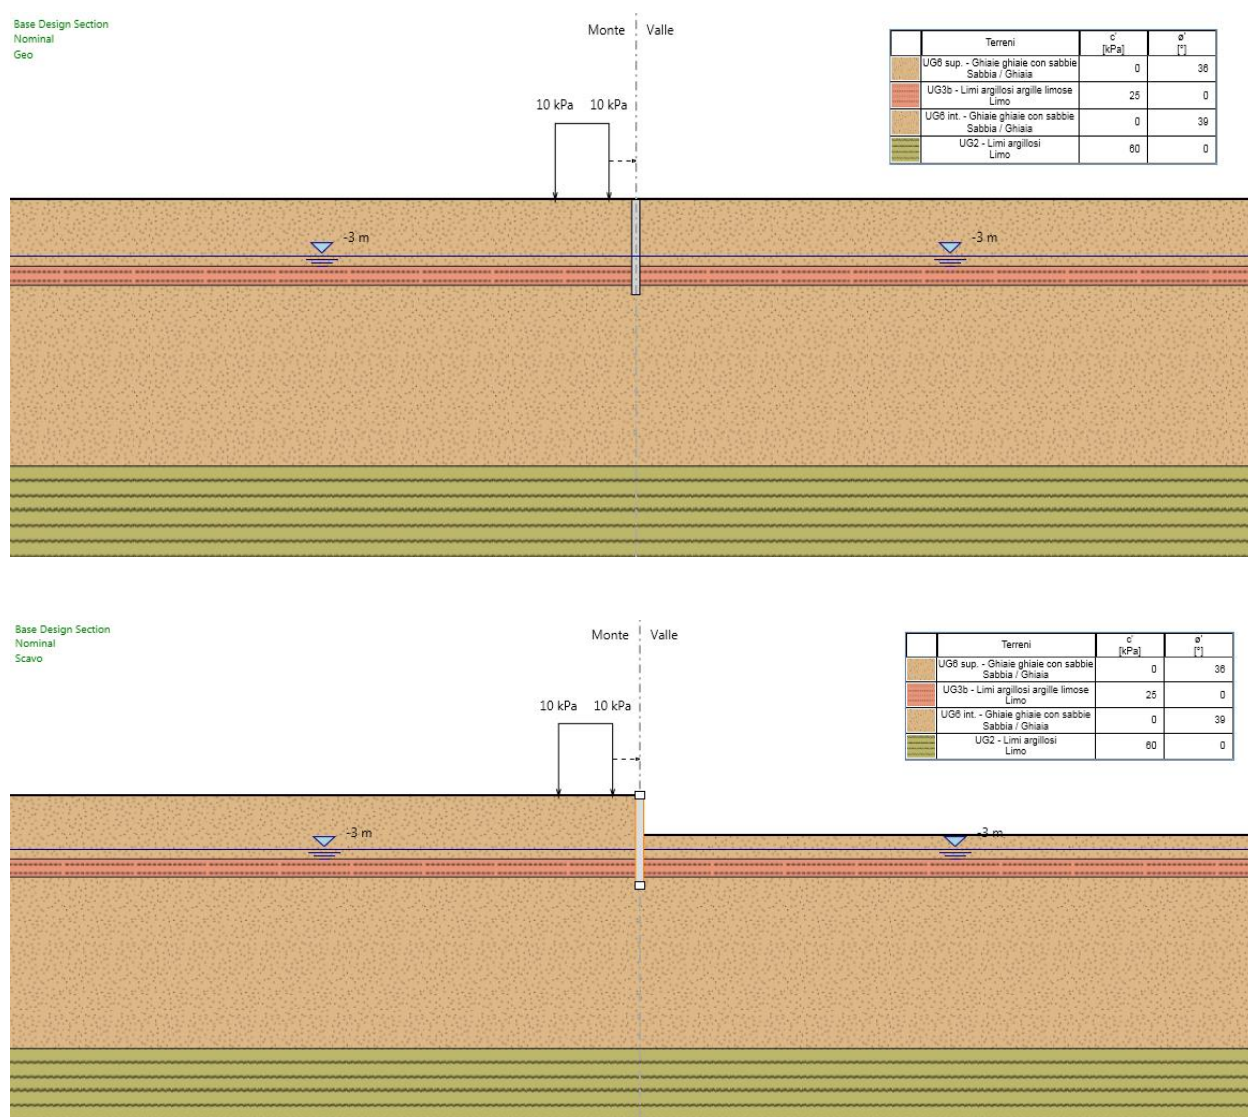 Base Design Section
Nominal
Geo
Monte Valle
10 kPa 10 kPa
-3 m -3 m
Terreni c' [kPa] ø' [°]
UG6 sup. - Ghiaie ghiaie con sabbie
Sabbia / Ghiaia 0 36
UG3b - Limi argillosi argille limose
Limo 25 0
UG6 int. - Ghiaie ghiaie con sabbie
Sabbia / Ghiaia 0 39
UG2 - Limi argillosi
Limo 60 0
Base Design Section
Nominal
Scavo
Monte Valle
10 kPa 10 kPa
-3 m -3 m
Terreni c' [kPa] ø' [°]
UG6 sup. - Ghiaie ghiaie con sabbie
Sabbia / Ghiaia 0 36
UG3b - Limi argillosi argille limose
Limo 25 0
UG6 int. - Ghiaie ghiaie con sabbie
Sabbia / Ghiaia 0 39
UG2 - Limi argillosi
Limo 60 0